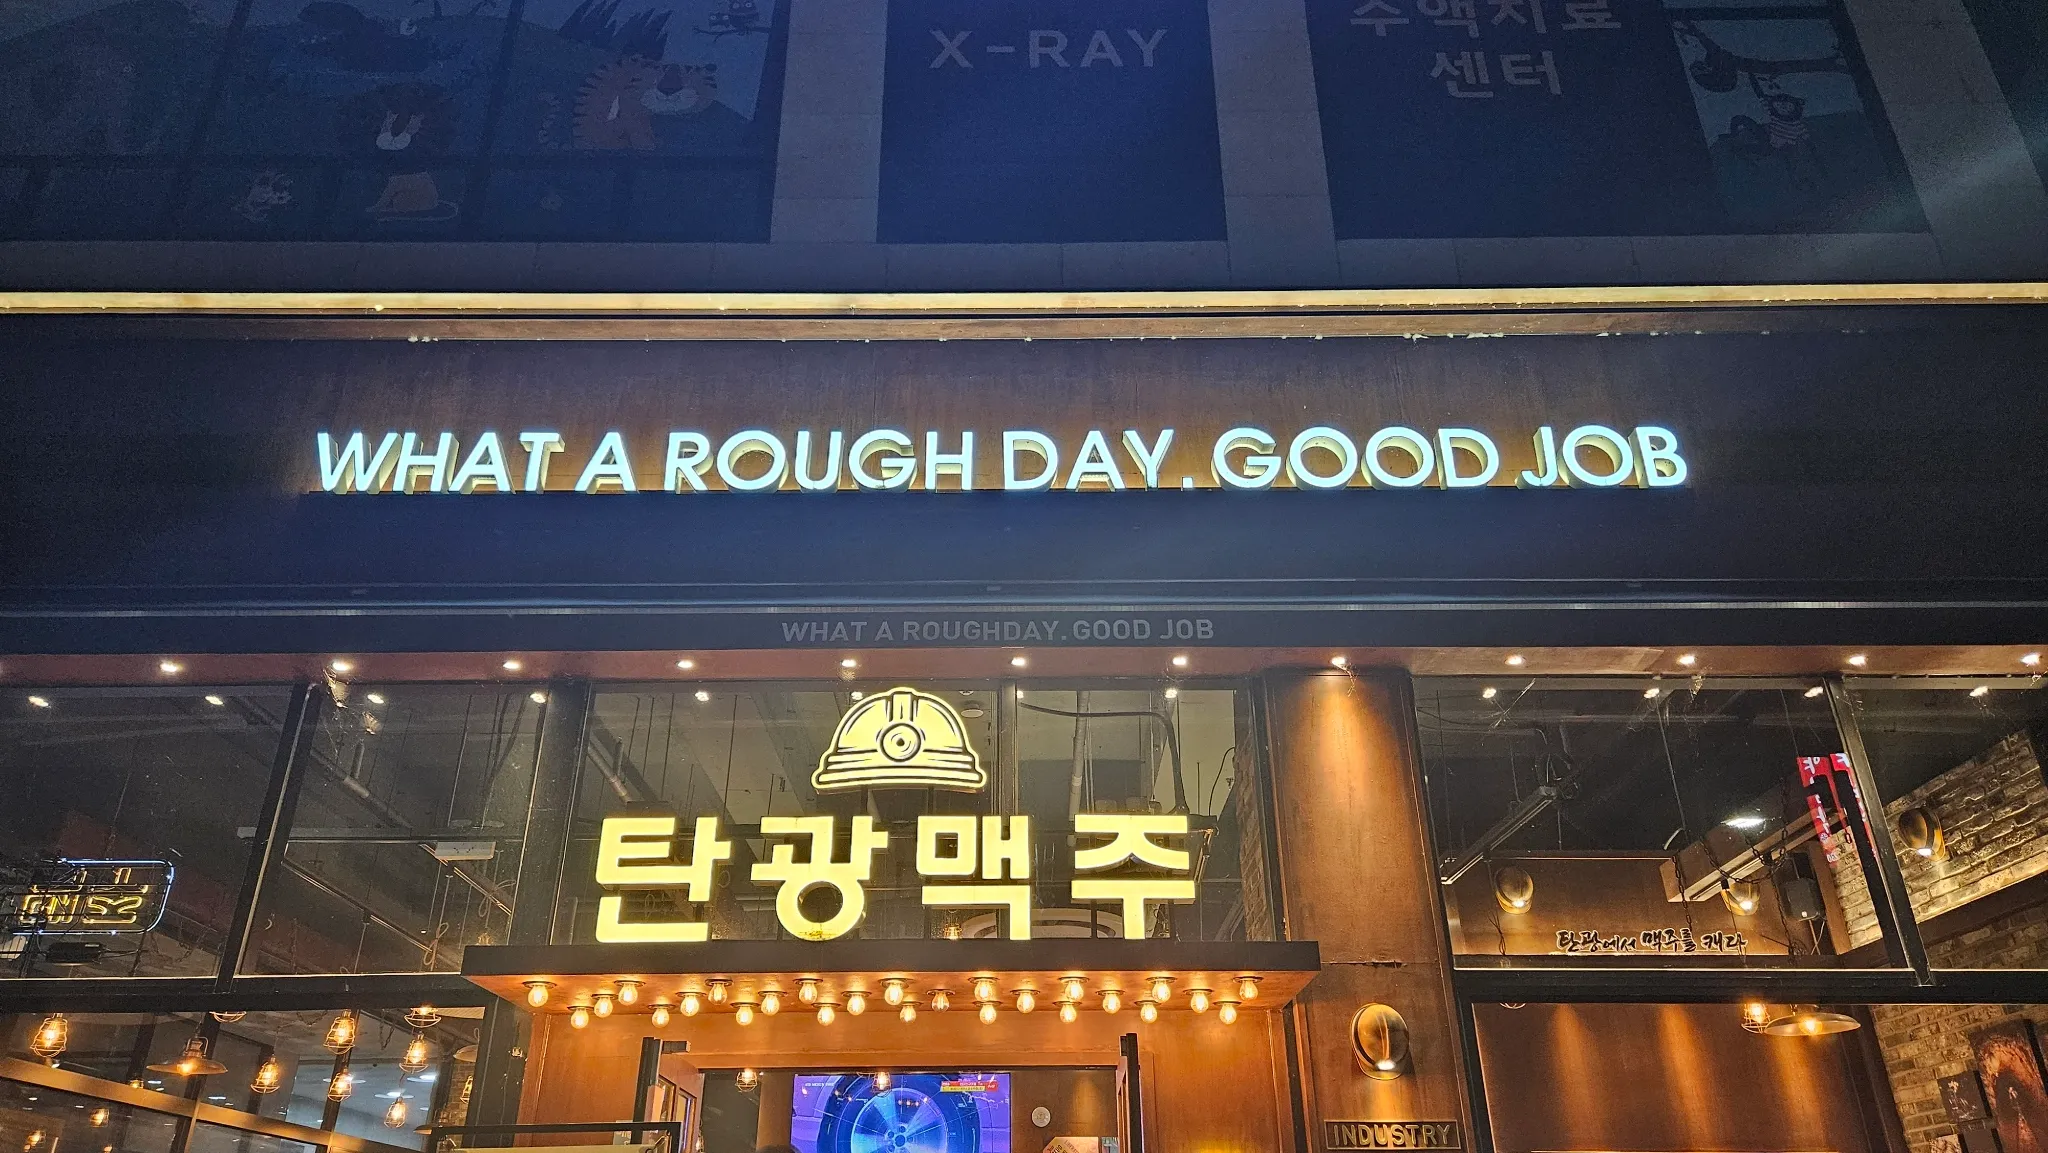 X-RAY
수액치료
센터
WHAT A ROUGH DAY. GOOD JOB
WHAT A ROUGHDAY. GOOD JOB
탄광맥주
탄광에서 맥주를 캐다
INDUSTRY